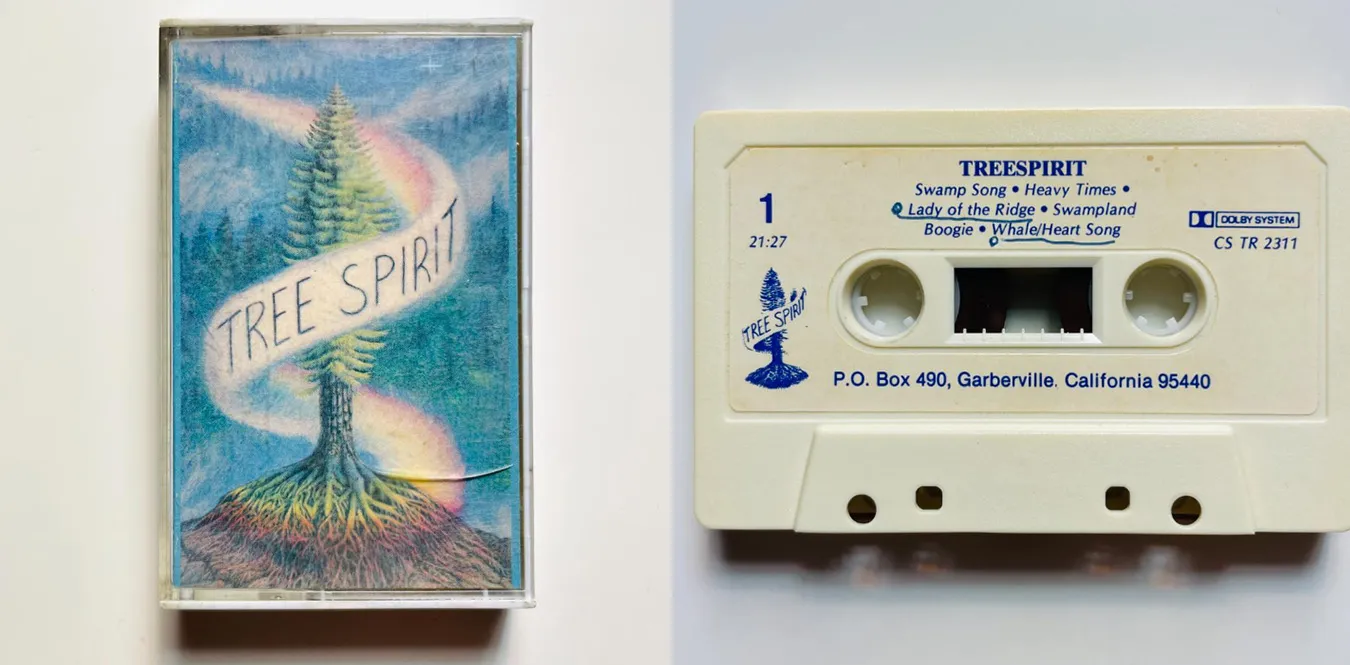 TREE SPIRIT
TREESPIRIT
Swamp Song • Heavy Times •
Lady of the Ridge • Swampland
Boogie • Whale/Heart Song
1
21:27
DOLBY SYSTEM
CS TR 2311
TREE SPIRIT
P.O. Box 490, Garberville. California 95440